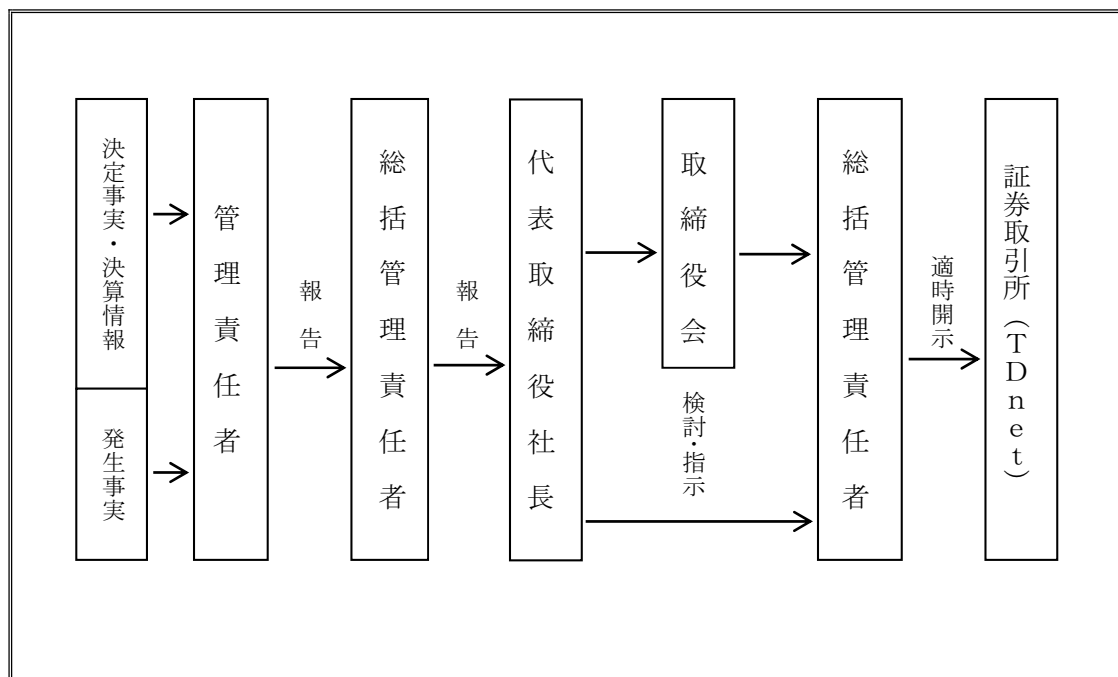 決定事実・決算情報
発生事実
管理責任者
報告
総括管理責任者
報告
代表取締役社長
取締役会
検討・指示
総括管理責任者
適時開示
証券取引所(TDnet)